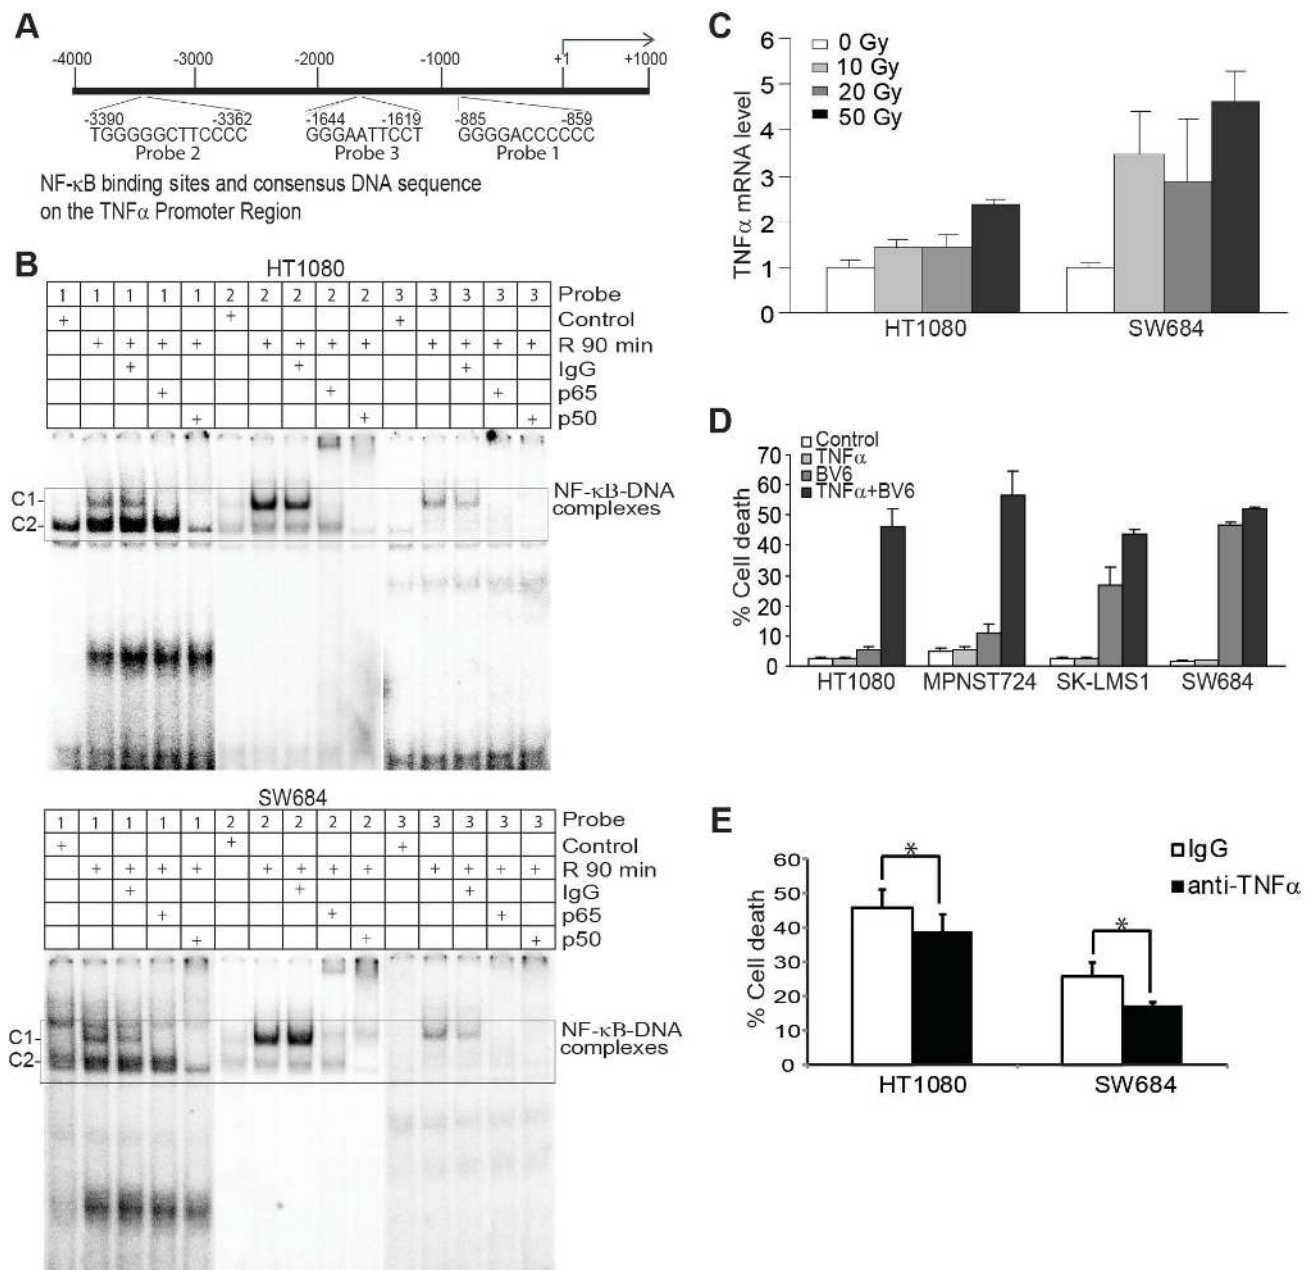 A
-4000 -3000 -2000 -1000 +1 +1000
-3390 -3362 -1644 -1619 -885 -859
TGGGGGCTTCCCC GGGAATTCCT GGGGACCCCCC
Probe 2 Probe 3 Probe 1
NF-κB binding sites and consensus DNA sequence
on the TNFα Promoter Region
B
HT1080
1 1 1 1 1 2 2 2 2 2 3 3 3 3 3 Probe
+ + + Control
+ + + + + + + + + + + + R 90 min
+ + + IgG
+ + + p65
+ + + p50
C1-
C2-
NF-κB-DNA
complexes
SW684
1 1 1 1 1 2 2 2 2 2 3 3 3 3 3 Probe
+ + + Control
+ + + + + + + + + + + + R 90 min
+ + + IgG
+ + + p65
+ + + p50
C1-
C2-
NF-κB-DNA
complexes
C
0 Gy
10 Gy
20 Gy
50 Gy
TNFα mRNA level
6
5
4
3
2
1
0
HT1080 SW684
D
Control
TNFα
BV6
TNFα+BV6
% Cell death
70
60
50
40
30
20
10
0
HT1080 MPNST724 SK-LMS1 SW684
E
IgG
anti-TNFα
% Cell death
60
50
40
30
20
10
0
*
*
HT1080 SW684